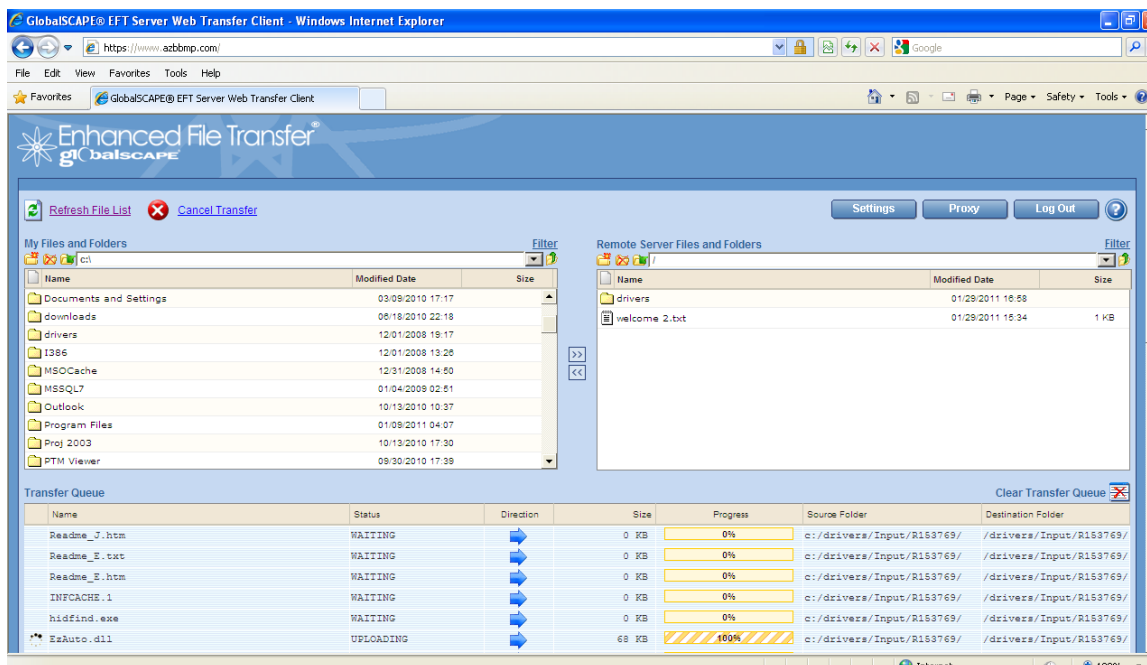 GlobalSCAPE® EFT Server Web Transfer Client - Windows Internet Explorer
https://www.azbbmp.com/
Google
File Edit View Favorites Tools Help
Favorites GlobalSCAPE® EFT Server Web Transfer Client
Page Safety Tools
Enhanced File Transfer®
globalSCAPE
Refresh File List Cancel Transfer Settings Proxy Log Out ?
My Files and Folders Filter Remote Server Files and Folders Filter
c:\ /
Name Modified Date Size Name Modified Date Size
Documents and Settings 03/09/2010 17:17 drivers 01/29/2011 16:58
downloads 06/18/2010 22:18 welcome 2.txt 01/29/2011 15:34 1 KB
drivers 12/01/2008 19:17
I386 12/01/2008 13:26
>>
MSOCache 12/31/2008 14:50
<<
MSSQL7 01/04/2009 02:51
Outlook 10/13/2010 10:37
Program Files 01/09/2011 04:07
Proj 2003 10/13/2010 17:30
PTM Viewer 09/30/2010 17:39
Transfer Queue Clear Transfer Queue
Name Status Direction Size Progress Source Folder Destination Folder
Readme_J.htm WAITING 0 KB 0% c:/drivers/Input/R153769/ /drivers/Input/R153769/
Readme_E.txt WAITING 0 KB 0% c:/drivers/Input/R153769/ /drivers/Input/R153769/
Readme_E.htm WAITING 0 KB 0% c:/drivers/Input/R153769/ /drivers/Input/R153769/
INFCACHE.1 WAITING 0 KB 0% c:/drivers/Input/R153769/ /drivers/Input/R153769/
hidfind.exe WAITING 0 KB 0% c:/drivers/Input/R153769/ /drivers/Input/R153769/
EzAuto.dll UPLOADING 68 KB 100% c:/drivers/Input/R153769/ /drivers/Input/R153769/